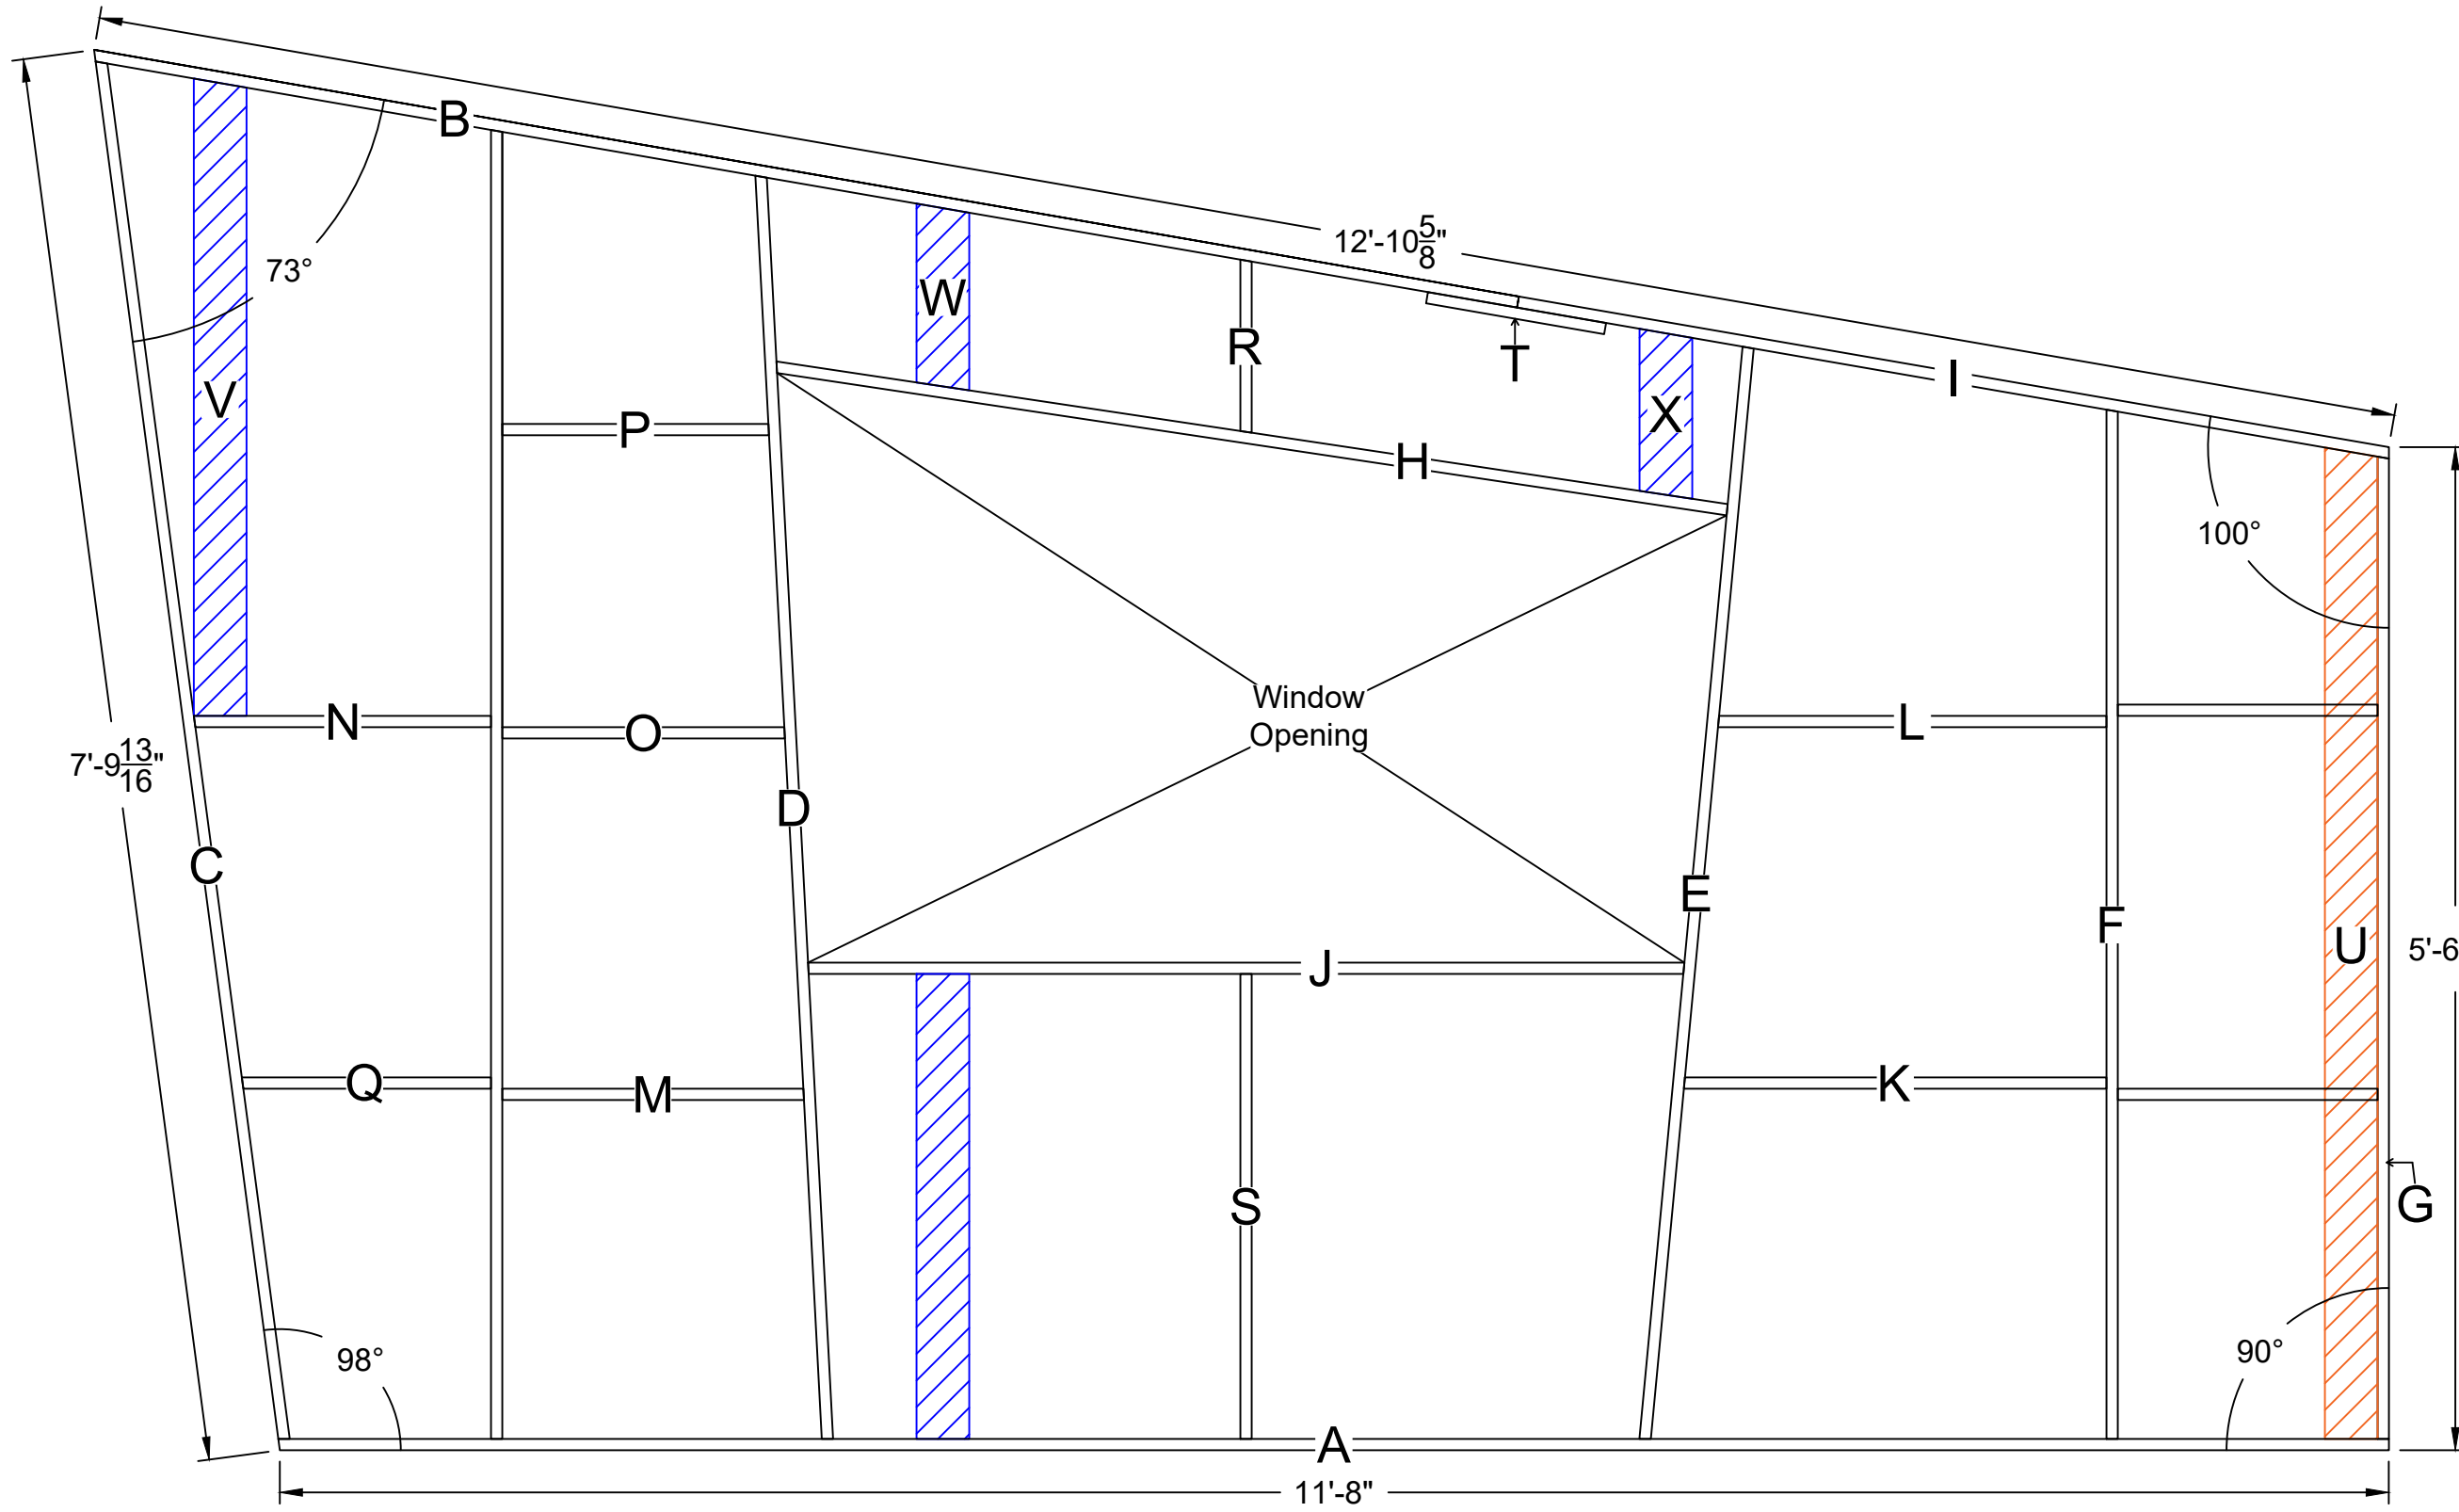 B
12'-10 5/8"
73°
W
R
T
I
V
P
X
H
100°
Window
Opening
N
O
L
7'-9 13/16"
D
C
E
F
U
5'-6
J
Q
M
K
S
G
98°
90°
A
11'-8"